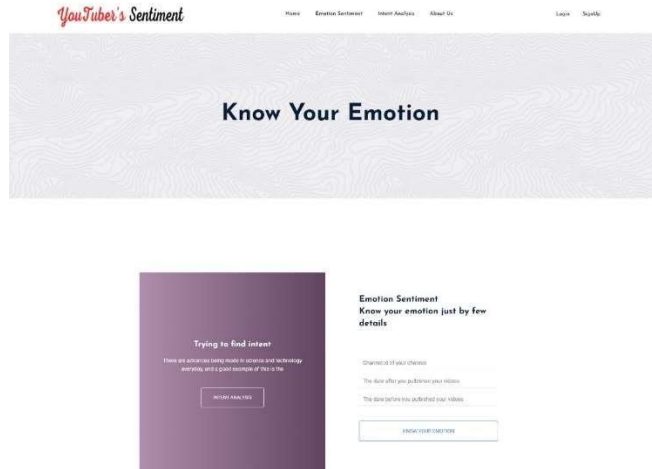 YouTuber's Sentiment
Home Emotion Sentiment Intent Analysis About Us
Login SignUp
Know Your Emotion
Trying to find intent
There are advances being made in science and technology
everyday, and a good example of this is the
INTENT ANALYSIS
Emotion Sentiment
Know your emotion just by few
details
Channel id of your channel
The date after you published your videos
The date before you published your videos
KNOW YOUR EMOTION